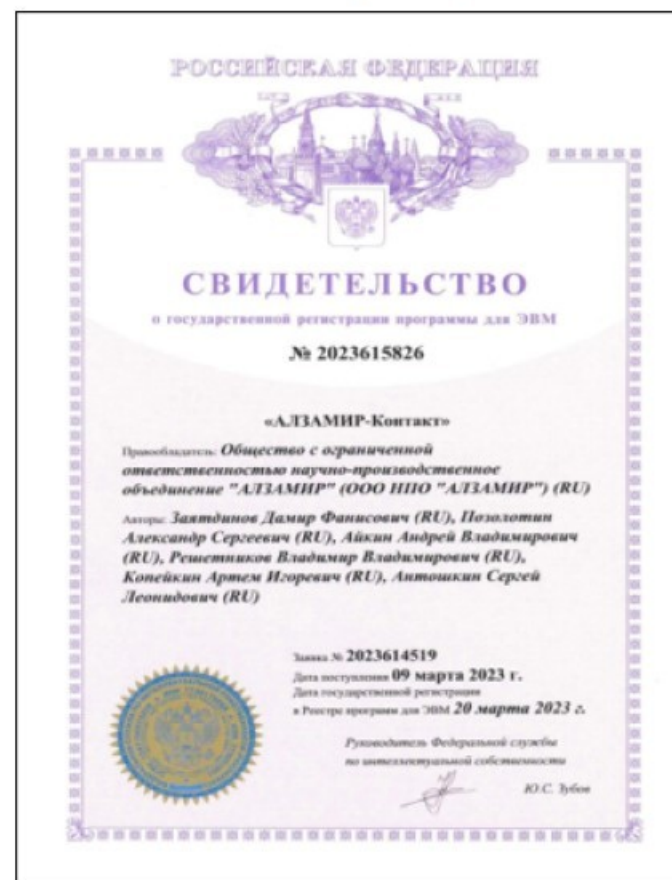 РОССИЙСКАЯ ФЕДЕРАЦИЯ
СВИДЕТЕЛЬСТВО
о государственной регистрации программы для ЭВМ
№ 2023615826
«АЛЗАМИР-Контакт»
Правообладатель: Общество с ограниченной
ответственностью научно-производственное
объединение "АЛЗАМИР" (ООО НПО "АЛЗАМИР") (RU)
Авторы: Заятдинов Дамир Фанисович (RU), Позолотин
Александр Сергеевич (RU), Айкин Андрей Владимирович
(RU), Решетников Владимир Владимирович (RU),
Копейкин Артем Игоревич (RU), Антошкин Сергей
Леонидович (RU)
Заявка № 2023614519
Дата поступления 09 марта 2023 г.
Дата государственной регистрации
в Реестре программ для ЭВМ 20 марта 2023 г.
Руководитель Федеральной службы
по интеллектуальной собственности
Ю.С. Зубов